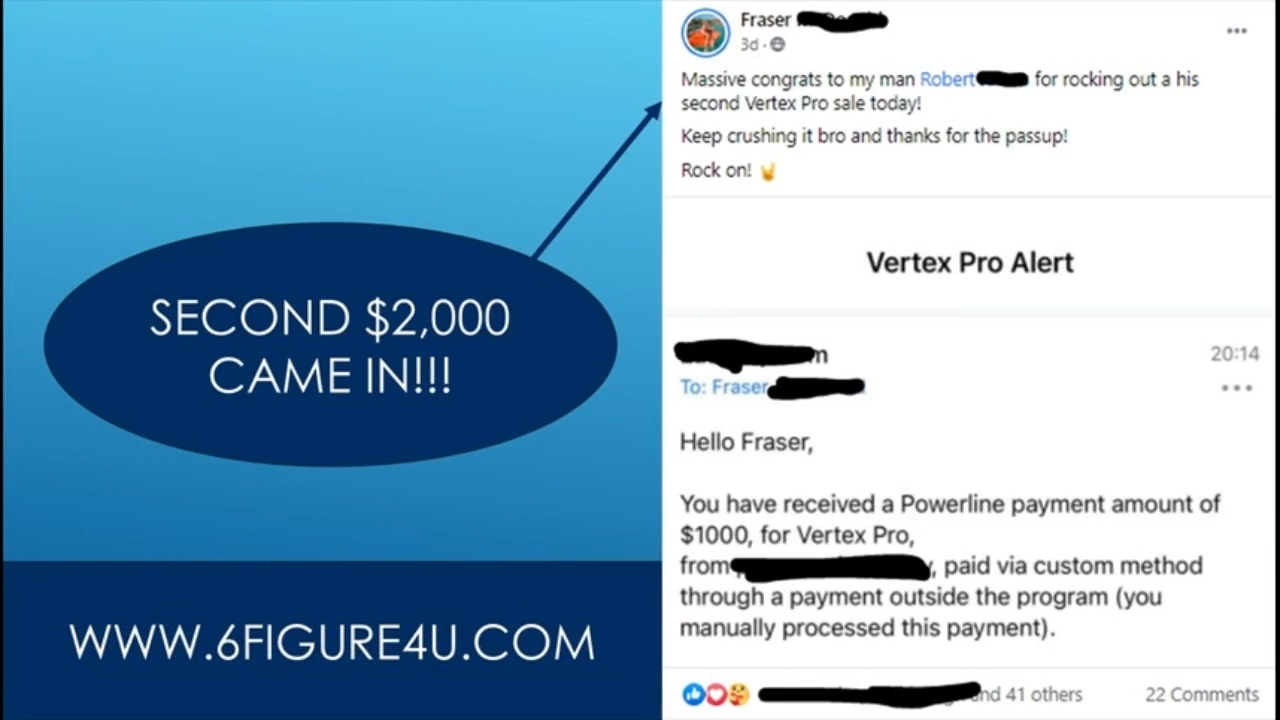 SECOND $2,000
CAME IN!!!
WWW.6FIGURE4U.COM
Fraser
3d ·
Massive congrats to my man Robert for rocking out a his
second Vertex Pro sale today!
Keep crushing it bro and thanks for the passup!
Rock on!
Vertex Pro Alert
m
20:14
To: Fraser
Hello Fraser,
You have received a Powerline payment amount of
$1000, for Vertex Pro,
from , paid via custom method
through a payment outside the program (you
manually processed this payment).
nd 41 others
22 Comments